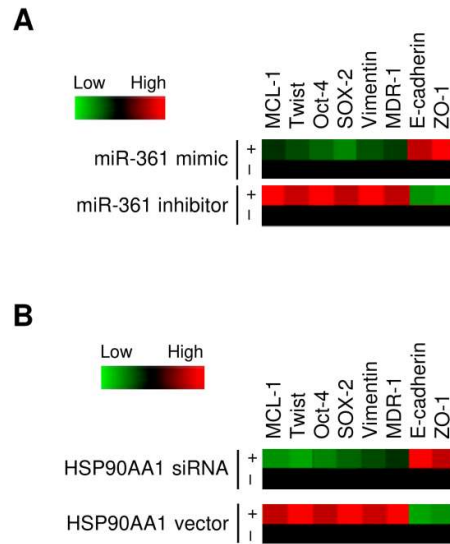 A
Low High
MCL-1
Twist
Oct-4
SOX-2
Vimentin
MDR-1
E-cadherin
ZO-1
miR-361 mimic
+
–
miR-361 inhibitor
+
–
B
Low High
MCL-1
Twist
Oct-4
SOX-2
Vimentin
MDR-1
E-cadherin
ZO-1
HSP90AA1 siRNA
+
–
HSP90AA1 vector
+
–